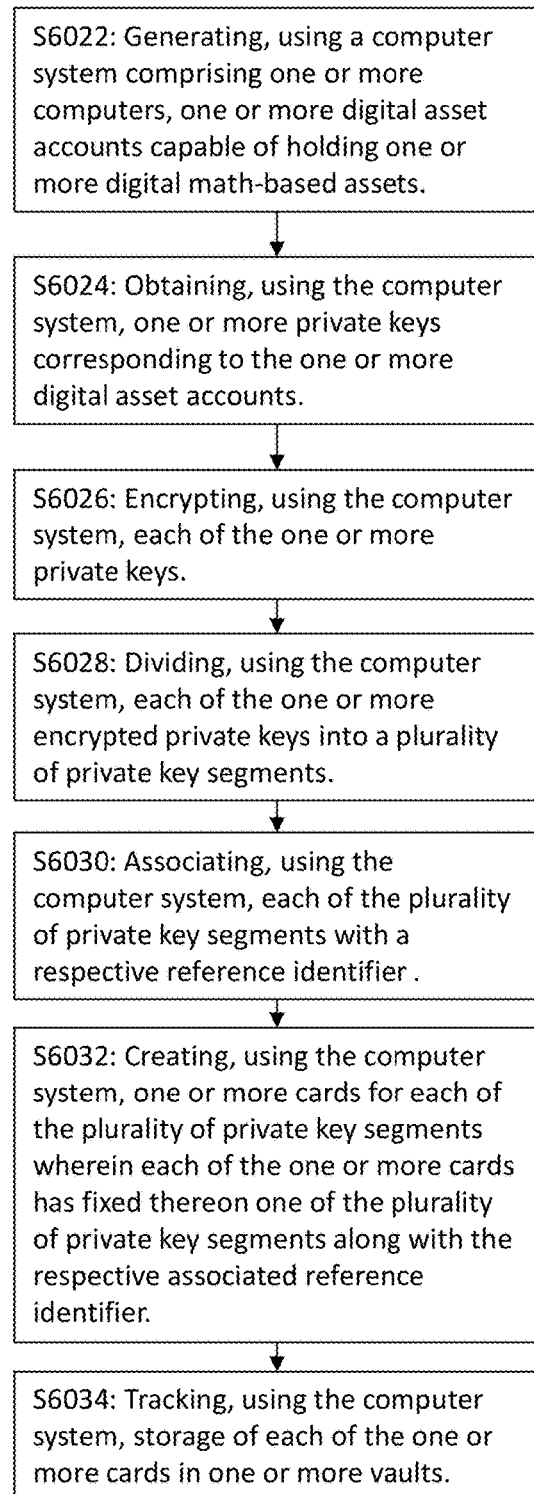 S6022: Generating, using a computer
system comprising one or more
computers, one or more digital asset
accounts capable of holding one or
more digital math-based assets.
S6024: Obtaining, using the computer
system, one or more private keys
corresponding to the one or more
digital asset accounts.
S6026: Encrypting, using the computer
system, each of the one or more
private keys.
S6028: Dividing, using the computer
system, each of the one or more
encrypted private keys into a plurality
of private key segments.
S6030: Associating, using the
computer system, each of the plurality
of private key segments with a
respective reference identifier .
S6032: Creating, using the computer
system, one or more cards for each of
the plurality of private key segments
wherein each of the one or more cards
has fixed thereon one of the plurality
of private key segments along with the
respective associated reference
identifier.
S6034: Tracking, using the computer
system, storage of each of the one or
more cards in one or more vaults.